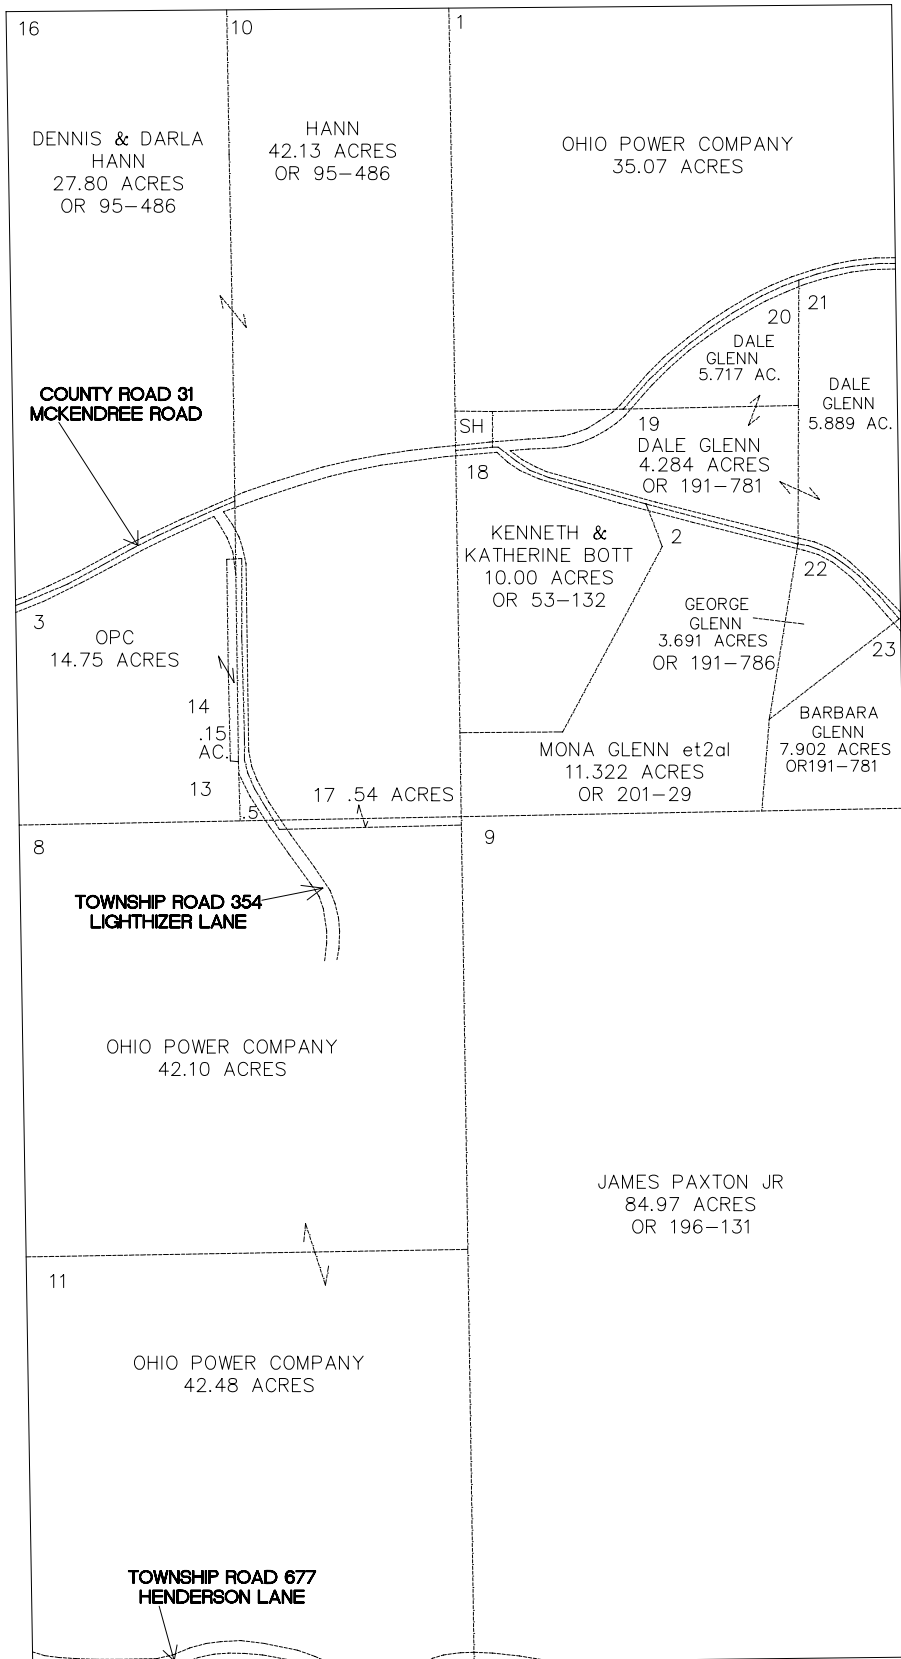 16
10
1
DENNIS & DARLA
HANN
27.80 ACRES
OR 95-486
HANN
42.13 ACRES
OR 95-486
OHIO POWER COMPANY
35.07 ACRES
20
21
DALE
GLENN
5.717 AC.
DALE
GLENN
5.889 AC.
COUNTY ROAD 31
MCKENDREE ROAD
SH
18
19
DALE GLENN
4.284 ACRES
OR 191-781
KENNETH &
KATHERINE BOTT
10.00 ACRES
OR 53-132
2
22
GEORGE
GLENN
3.691 ACRES
OR 191-786
23
3
OPC
14.75 ACRES
14
.15
AC.
13
.5
17 .54 ACRES
MONA GLENN et2al
11.322 ACRES
OR 201-29
BARBARA
GLENN
7.902 ACRES
OR191-781
8
9
TOWNSHIP ROAD 354
LIGHTHIZER LANE
OHIO POWER COMPANY
42.10 ACRES
JAMES PAXTON JR
84.97 ACRES
OR 196-131
11
OHIO POWER COMPANY
42.48 ACRES
TOWNSHIP ROAD 677
HENDERSON LANE